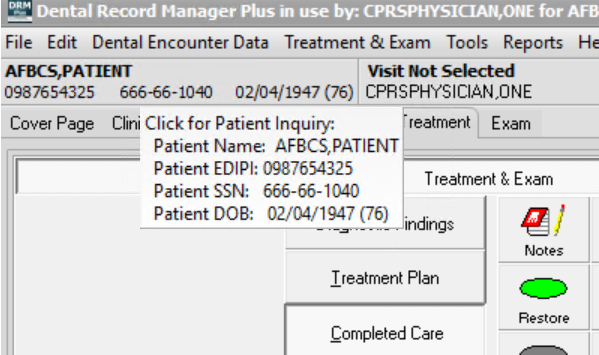 DRM Plus Dental Record Manager Plus in use by: CPRSPHYSICIAN,ONE for AFB
File Edit Dental Encounter Data Treatment & Exam Tools Reports He
AFBCS,PATIENT Visit Not Selected
0987654325 666-66-1040 02/04/1947 (76) CPRSPHYSICIAN,ONE
Cover Page Clini Treatment Exam
Click for Patient Inquiry:
Patient Name: AFBCS,PATIENT
Patient EDIPI: 0987654325
Patient SSN: 666-66-1040
Patient DOB: 02/04/1947 (76)
Treatment & Exam
indings
Notes
Treatment Plan
Restore
Completed Care